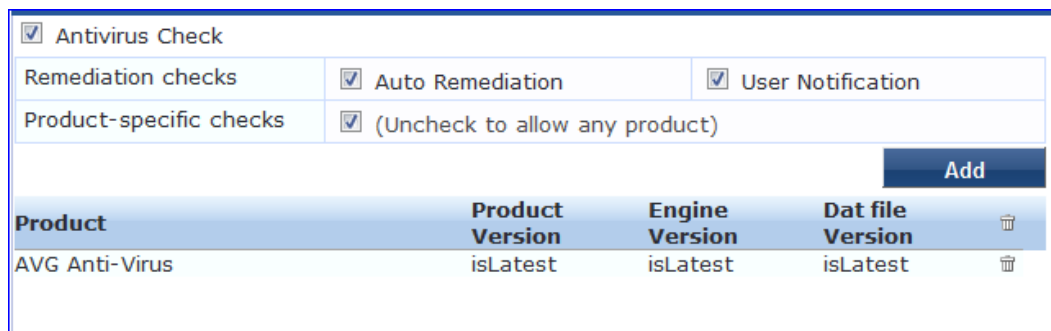 Antivirus Check
Remediation checks Auto Remediation User Notification
Product-specific checks (Uncheck to allow any product)
Add
Product Product Version Engine Version Dat file Version
AVG Anti-Virus isLatest isLatest isLatest